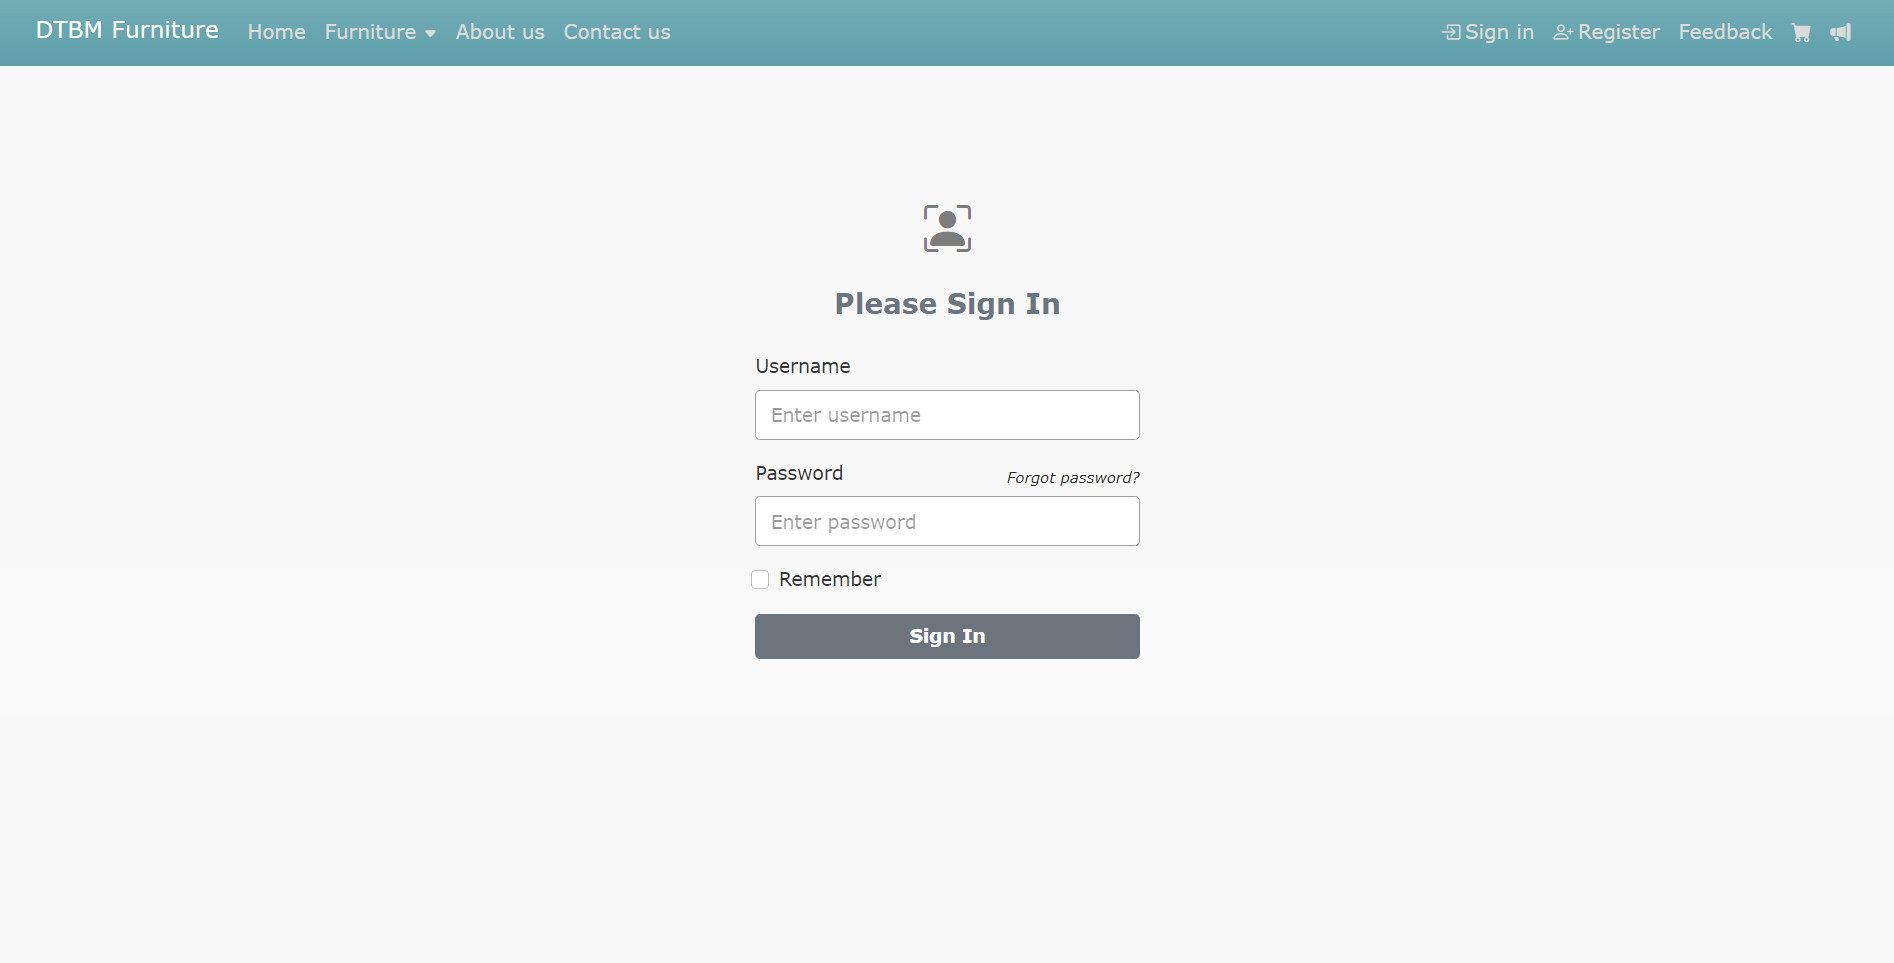 DTBM Furniture Home Furniture About us Contact us Sign in Register Feedback
Please Sign In
Username
Enter username
Password Forgot password?
Enter password
Remember
Sign In